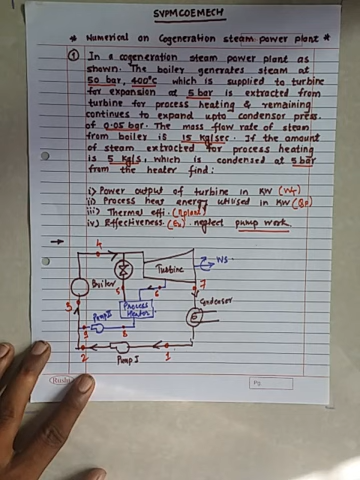 SVPMCOEMECH
* Numerical on Cogeneration steam power plant *
① In a cogeneration steam power plant as
shown. The boiler generates steam at
50 bar, 400°C which is supplied to turbine
for expansion at 5 bar is extracted from
turbine for process heating & remaining
continues to expand upto condensor press.
of 0.05 bar. The mass flow rate of steam
from boiler is 15 kg/sec. If the amount
of steam extracted for process heating
is 5 kg/s, which is condensed at 5 bar
from the heater find:
i) Power output of turbine in KW (WT)
ii) Process heat energy utilised in KW (QP)
iii) Thermal effi. (ηplant)
iv) Effectiveness. (Eu) neglect pump work.
4
Turbine
WS
Boiler
5
6
7
Process
Heator
Condensor
3
Pump II
9
8
2
Pump I
1